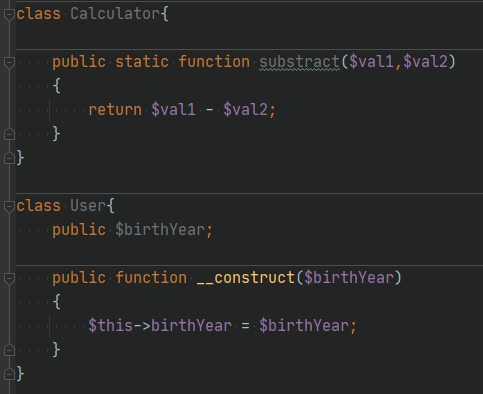 class Calculator{
public static function substract($val1,$val2)
{
return $val1 - $val2;
}
}
class User{
public $birthYear;
public function __construct($birthYear)
{
$this->birthYear = $birthYear;
}
}